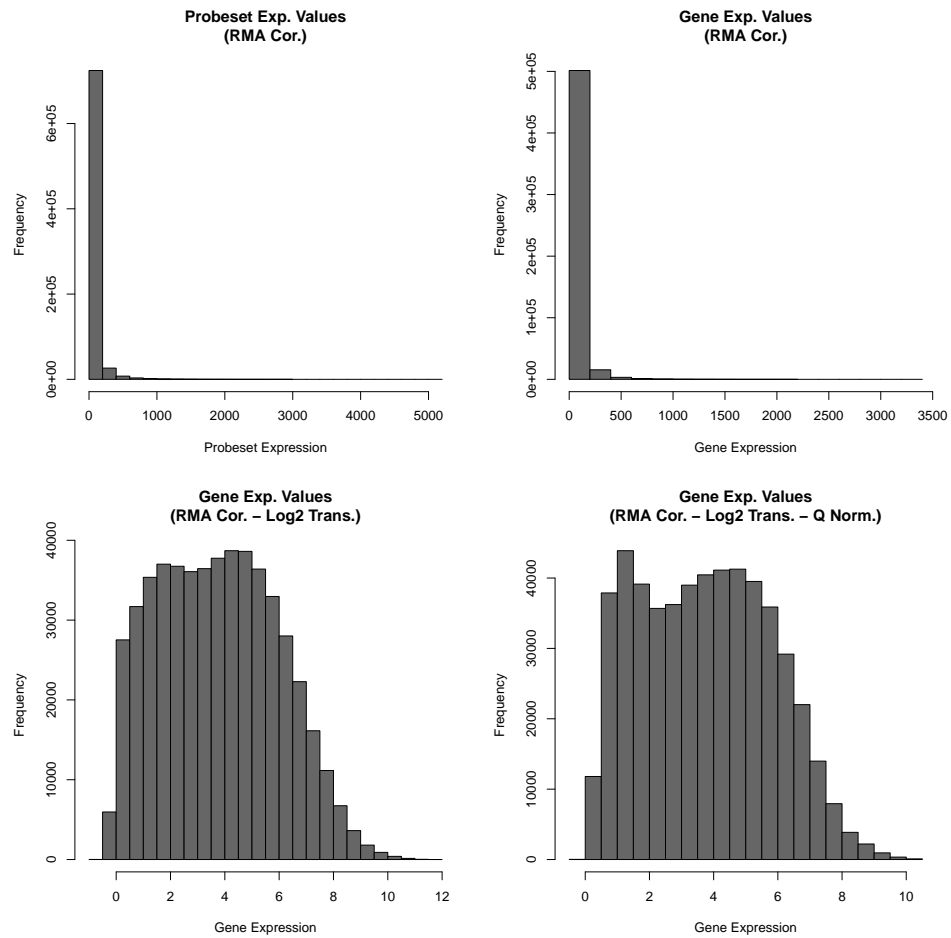 Probeset Exp. Values
(RMA Cor.)
Frequency
0e+00 2e+05 4e+05 6e+05
0 1000 2000 3000 4000 5000
Probeset Expression
Gene Exp. Values
(RMA Cor.)
Frequency
0e+00 1e+05 2e+05 3e+05 4e+05 5e+05
0 500 1000 1500 2000 2500 3000 3500
Gene Expression
Gene Exp. Values
(RMA Cor. − Log2 Trans.)
Frequency
0 10000 20000 30000 40000
0 2 4 6 8 10 12
Gene Expression
Gene Exp. Values
(RMA Cor. − Log2 Trans. − Q Norm.)
Frequency
0 10000 20000 30000 40000
0 2 4 6 8 10
Gene Expression